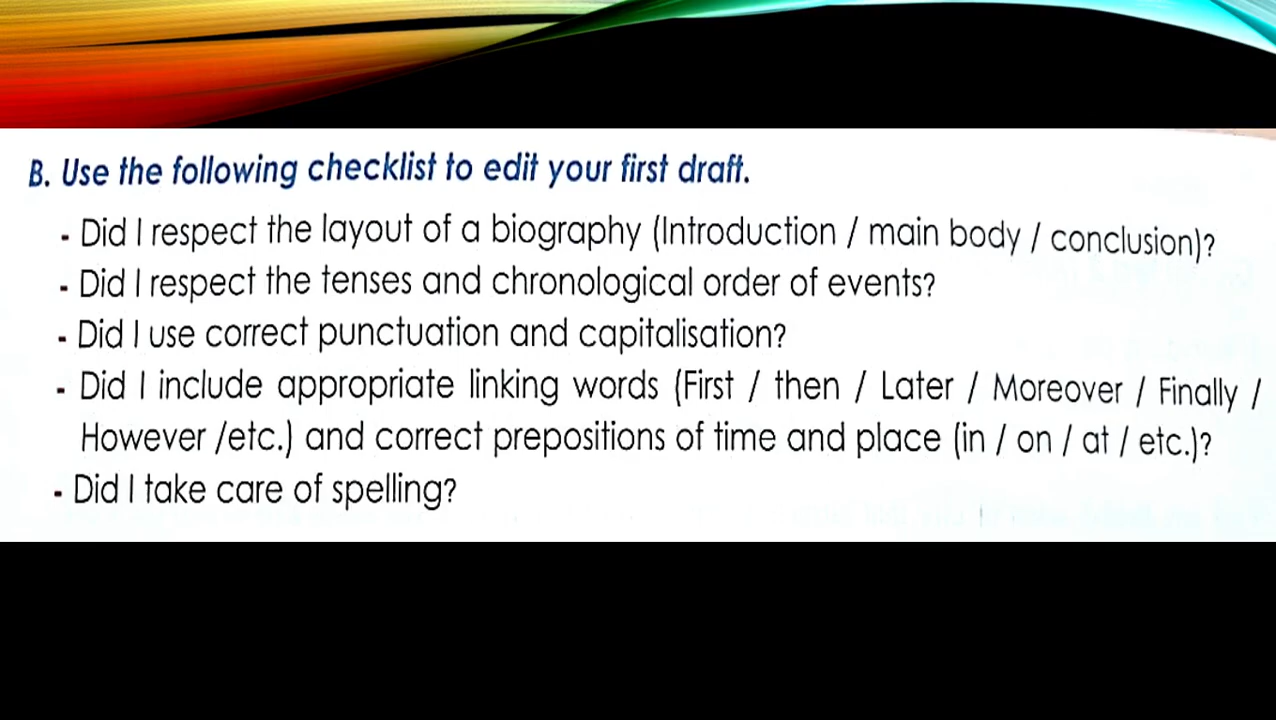 B. Use the following checklist to edit your first draft.
- Did I respect the layout of a biography (Introduction / main body / conclusion)?
- Did I respect the tenses and chronological order of events?
- Did I use correct punctuation and capitalisation?
- Did I include appropriate linking words (First / then / Later / Moreover / Finally /
However /etc.) and correct prepositions of time and place (in / on / at / etc.)?
- Did I take care of spelling?